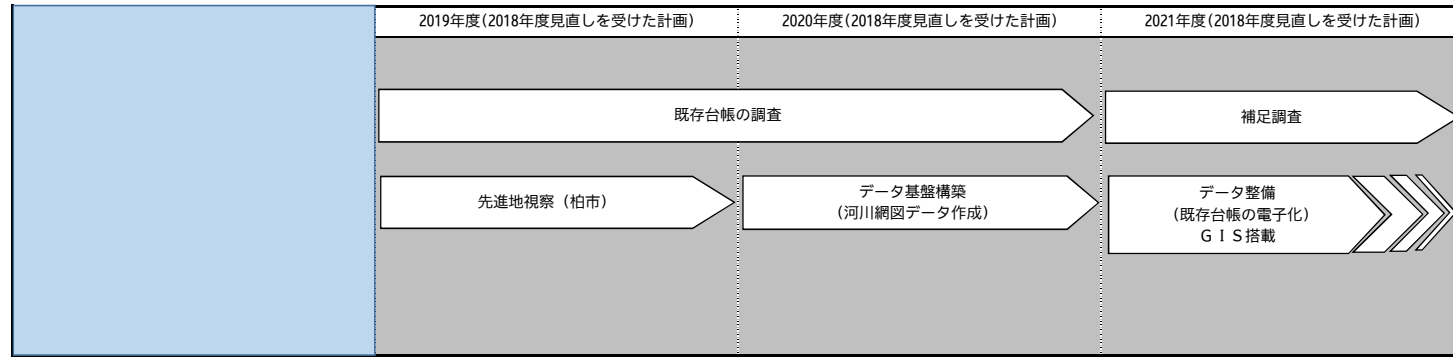 2019年度(2018年度見直しを受けた計画)
2020年度(2018年度見直しを受けた計画)
2021年度(2018年度見直しを受けた計画)
既存台帳の調査
補足調査
先進地視察（柏市）
データ基盤構築
(河川網図データ作成)
データ整備
(既存台帳の電子化)
ＧＩＳ搭載